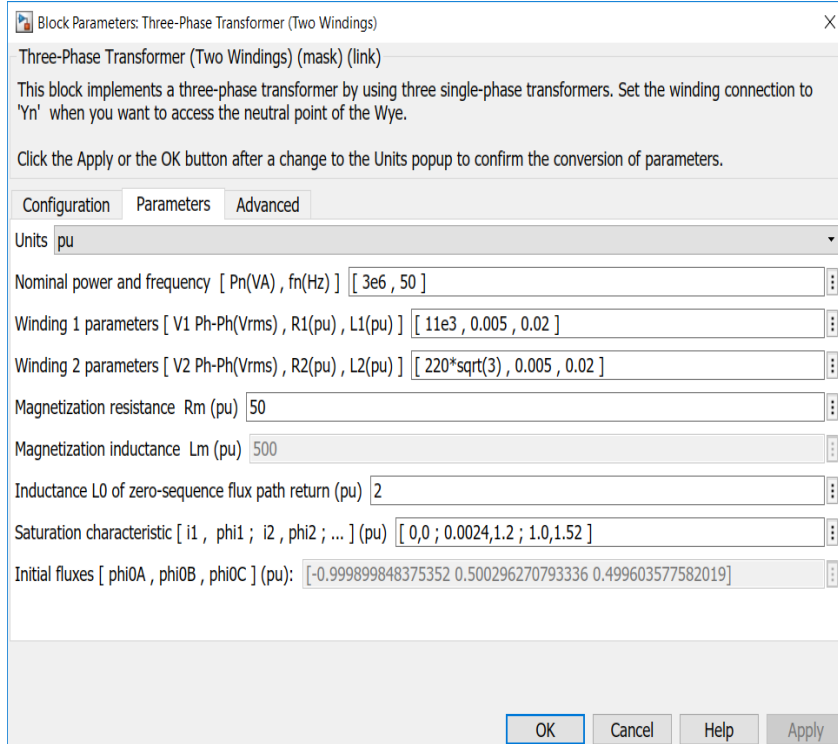 Block Parameters: Three-Phase Transformer (Two Windings)
Three-Phase Transformer (Two Windings) (mask) (link)
This block implements a three-phase transformer by using three single-phase transformers. Set the winding connection to
'Yn' when you want to access the neutral point of the Wye.
Click the Apply or the OK button after a change to the Units popup to confirm the conversion of parameters.
Configuration Parameters Advanced
Units pu
Nominal power and frequency [ Pn(VA) , fn(Hz) ] [ 3e6 , 50 ]
Winding 1 parameters [ V1 Ph-Ph(Vrms) , R1(pu) , L1(pu) ] [ 11e3 , 0.005 , 0.02 ]
Winding 2 parameters [ V2 Ph-Ph(Vrms) , R2(pu) , L2(pu) ] [ 220*sqrt(3) , 0.005 , 0.02 ]
Magnetization resistance Rm (pu) 50
Magnetization inductance Lm (pu) 500
Inductance L0 of zero-sequence flux path return (pu) 2
Saturation characteristic [ i1 , phi1 ; i2 , phi2 ; ... ] (pu) [ 0,0 ; 0.0024,1.2 ; 1.0,1.52 ]
Initial fluxes [ phi0A , phi0B , phi0C ] (pu): [-0.999899848375352 0.500296270793336 0.499603577582019]
OK Cancel Help Apply